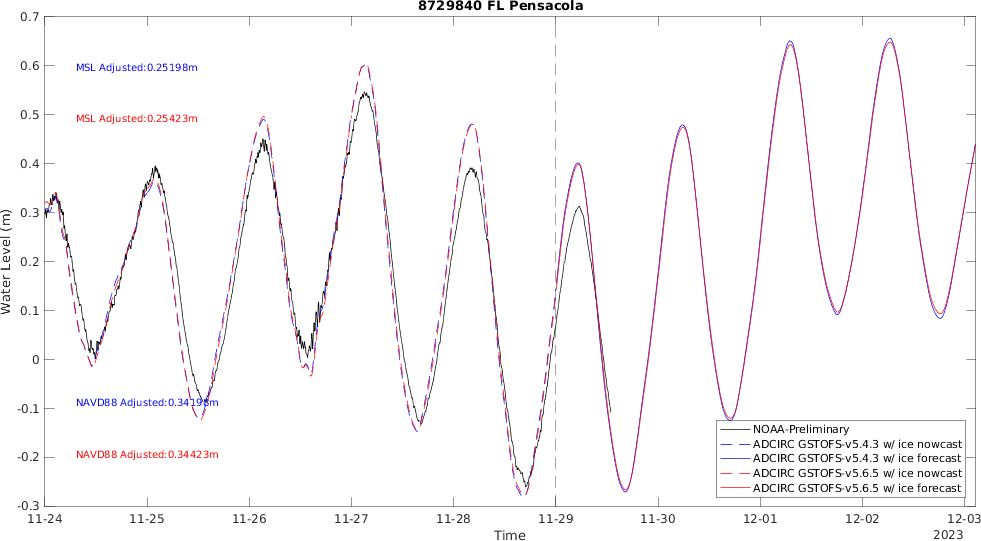 8729840 FL Pensacola
0.7
0.6
0.5
0.4
0.3
0.2
0.1
0
-0.1
-0.2
-0.3
Water Level (m)
MSL Adjusted:0.25198m
MSL Adjusted:0.25423m
NAVD88 Adjusted:0.34198m
NAVD88 Adjusted:0.34423m
NOAA-Preliminary
ADCIRC GSTOFS-v5.4.3 w/ ice nowcast
ADCIRC GSTOFS-v5.4.3 w/ ice forecast
ADCIRC GSTOFS-v5.6.5 w/ ice nowcast
ADCIRC GSTOFS-v5.6.5 w/ ice forecast
11-24 11-25 11-26 11-27 11-28 11-29 11-30 12-01 12-02 12-03
Time
2023